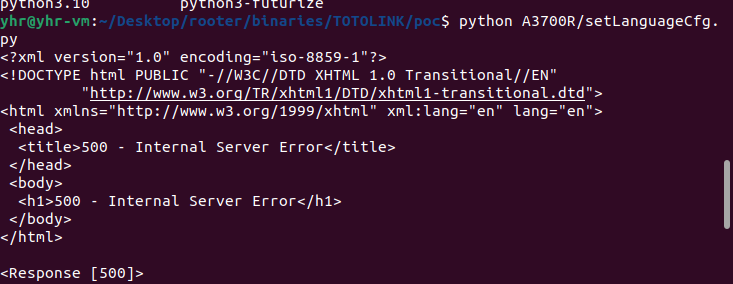 python3.10          python3-futurize
yhr@yhr-vm:~/Desktop/rooter/binaries/TOTOLINK/poc$ python A3700R/setLanguageCfg.
py
<?xml version="1.0" encoding="iso-8859-1"?>
<!DOCTYPE html PUBLIC "-//W3C//DTD XHTML 1.0 Transitional//EN"
         "http://www.w3.org/TR/xhtml1/DTD/xhtml1-transitional.dtd">
<html xmlns="http://www.w3.org/1999/xhtml" xml:lang="en" lang="en">
 <head>
  <title>500 - Internal Server Error</title>
 </head>
 <body>
  <h1>500 - Internal Server Error</h1>
 </body>
</html>

<Response [500]>